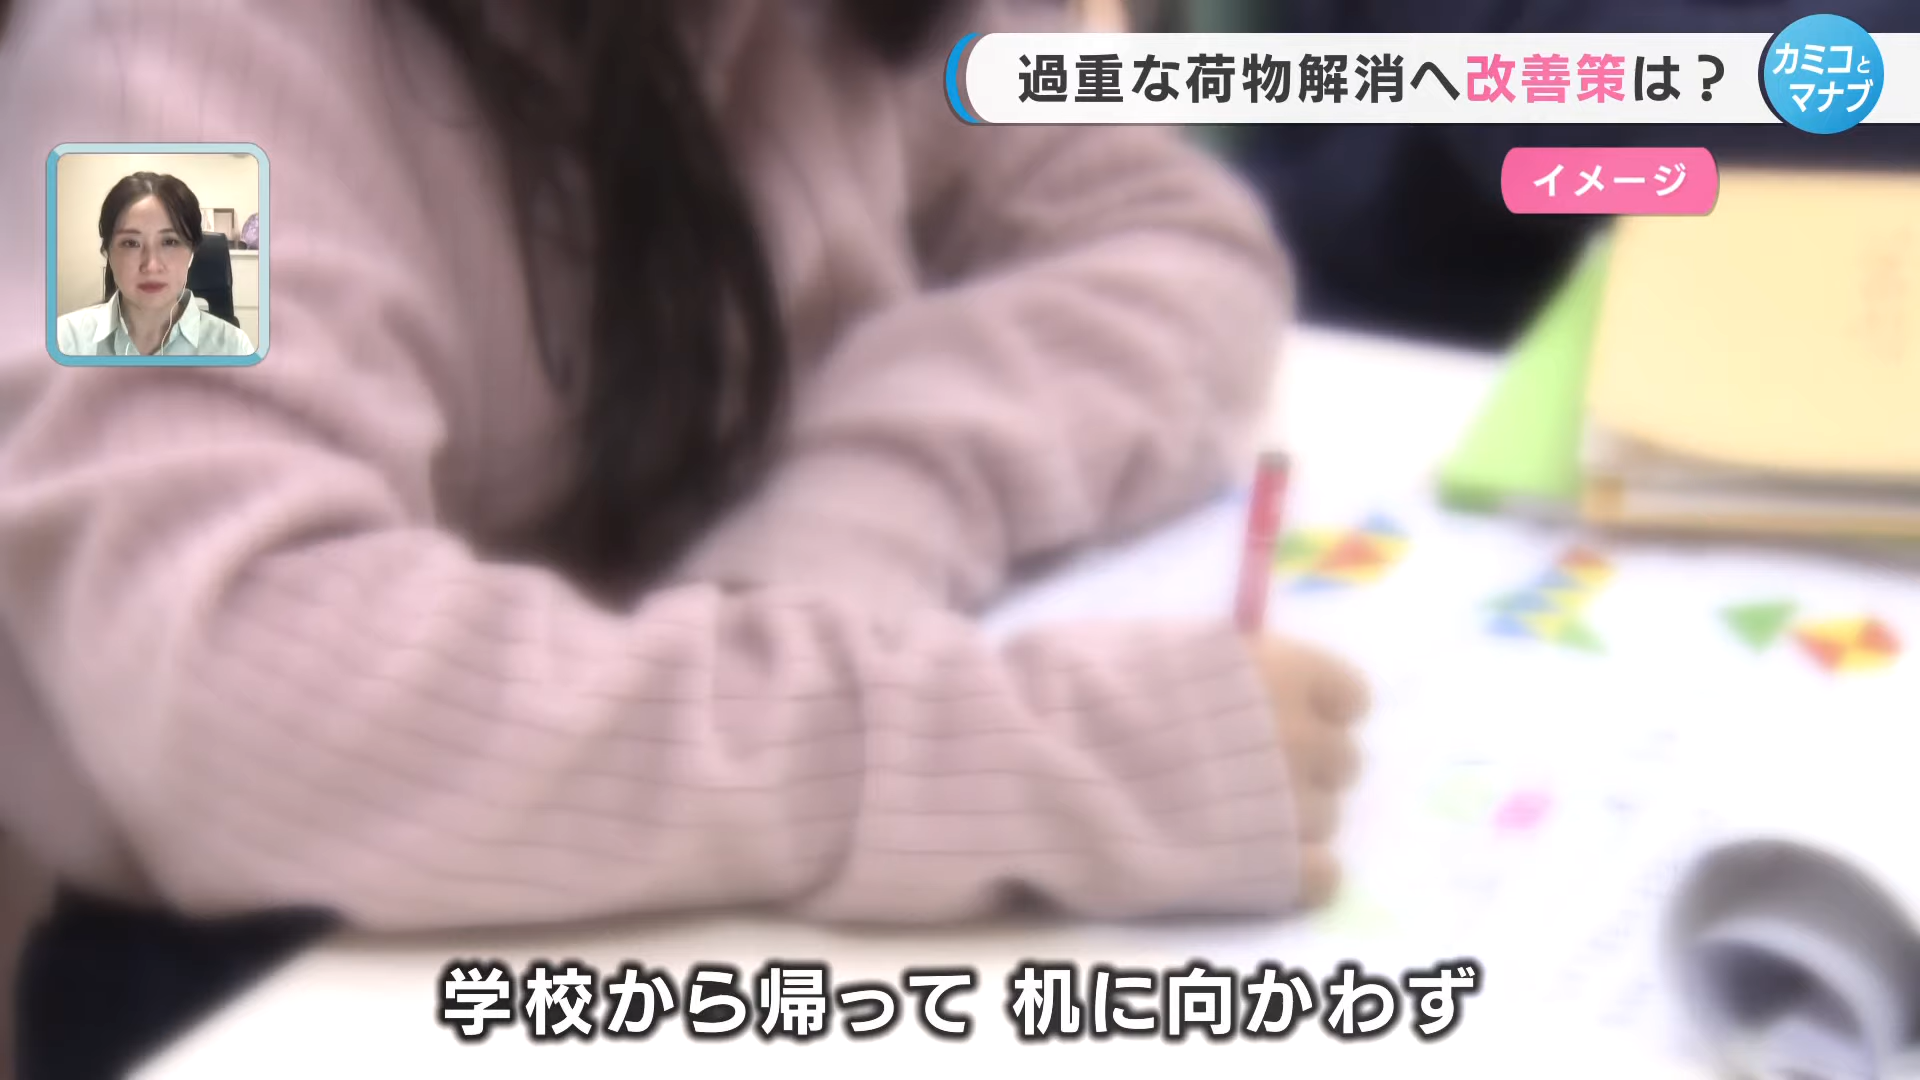 過重な荷物解消へ改善策は？
カミコと
マナブ
イメージ
学校から帰って 机に向かわず